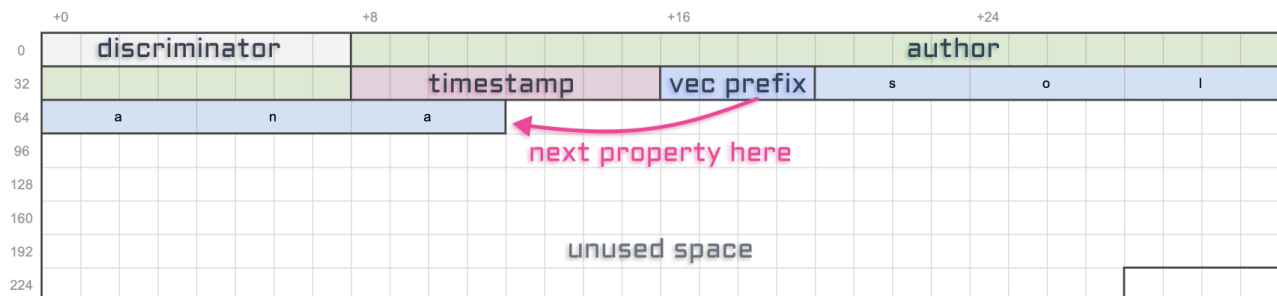 +0 +8 +16 +24
0 discriminator author
32 timestamp vec prefix s o l
64 a n a
96 next property here
128
160
192 unused space
224